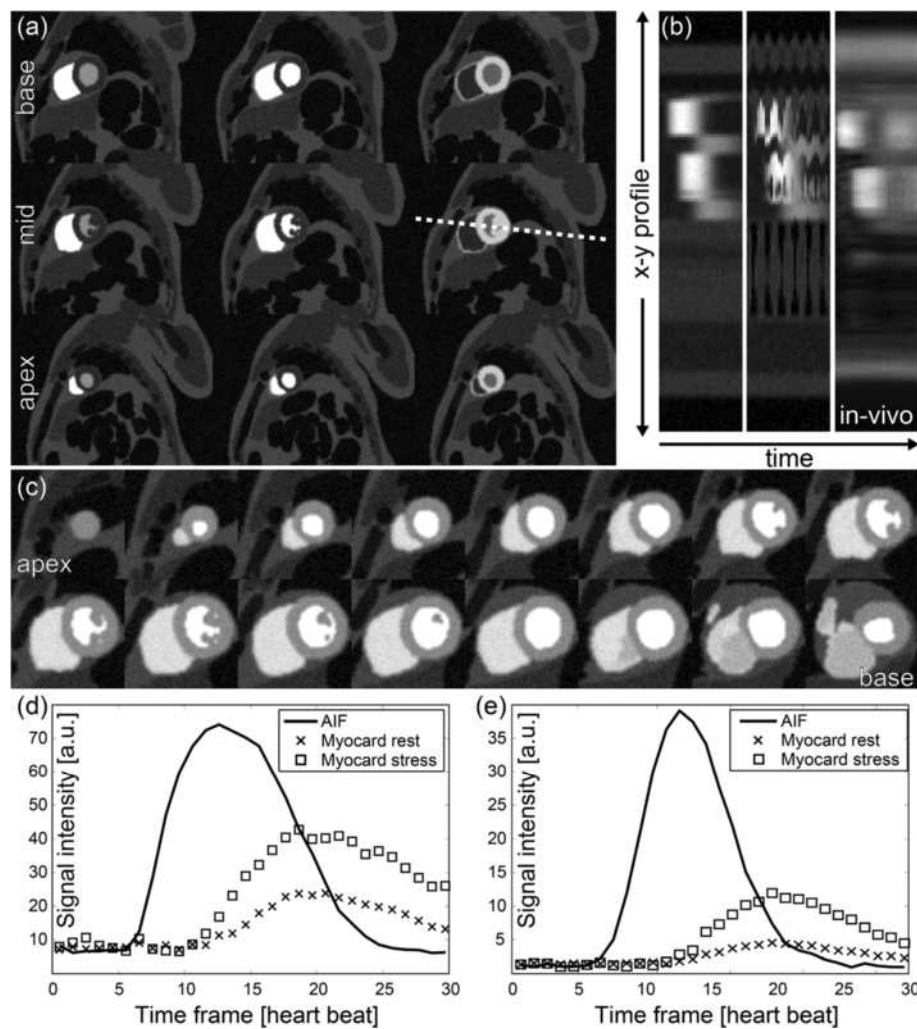 (a)
base
mid
apex
x-y profile
(b)
in-vivo
time
(c)
apex
base
(d)
Signal intensity [a.u.]
70
60
50
40
30
20
10
AIF
Myocard rest
Myocard stress
0 5 10 15 20 25 30
Time frame [heart beat]
(e)
Signal intensity [a.u.]
35
30
25
20
15
10
5
0
AIF
Myocard rest
Myocard stress
0 5 10 15 20 25 30
Time frame [heart beat]